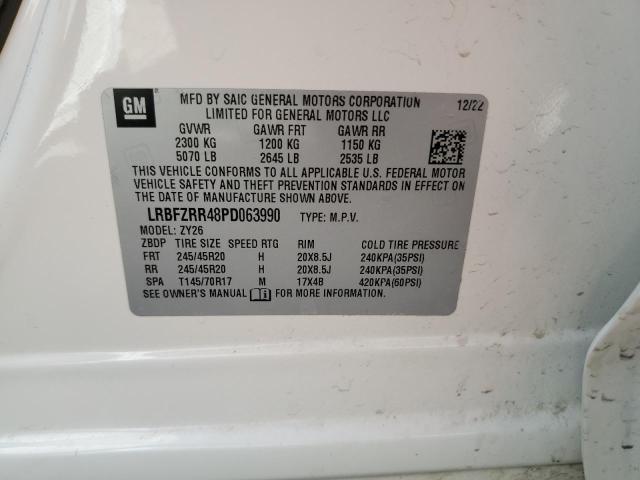 GM
MFD BY SAIC GENERAL MOTORS CORPORATION 12/22
LIMITED FOR GENERAL MOTORS LLC
GVWR GAWR FRT GAWR RR
2300 KG 1200 KG 1150 KG
5070 LB 2645 LB 2535 LB
THIS VEHICLE CONFORMS TO ALL APPLICABLE U.S. FEDERAL MOTOR
VEHICLE SAFETY AND THEFT PREVENTION STANDARDS IN EFFECT ON
THE DATE OF MANUFACTURE SHOWN ABOVE.
LRBFZRR48PD063990 TYPE: M.P.V.
MODEL: ZY26
ZBDP TIRE SIZE SPEED RTG RIM COLD TIRE PRESSURE
FRT 245/45R20 H 20X8.5J 240KPA(35PSI)
RR 245/45R20 H 20X8.5J 240KPA(35PSI)
SPA T145/70R17 M 17X4B 420KPA(60PSI)
SEE OWNER'S MANUAL FOR MORE INFORMATION.